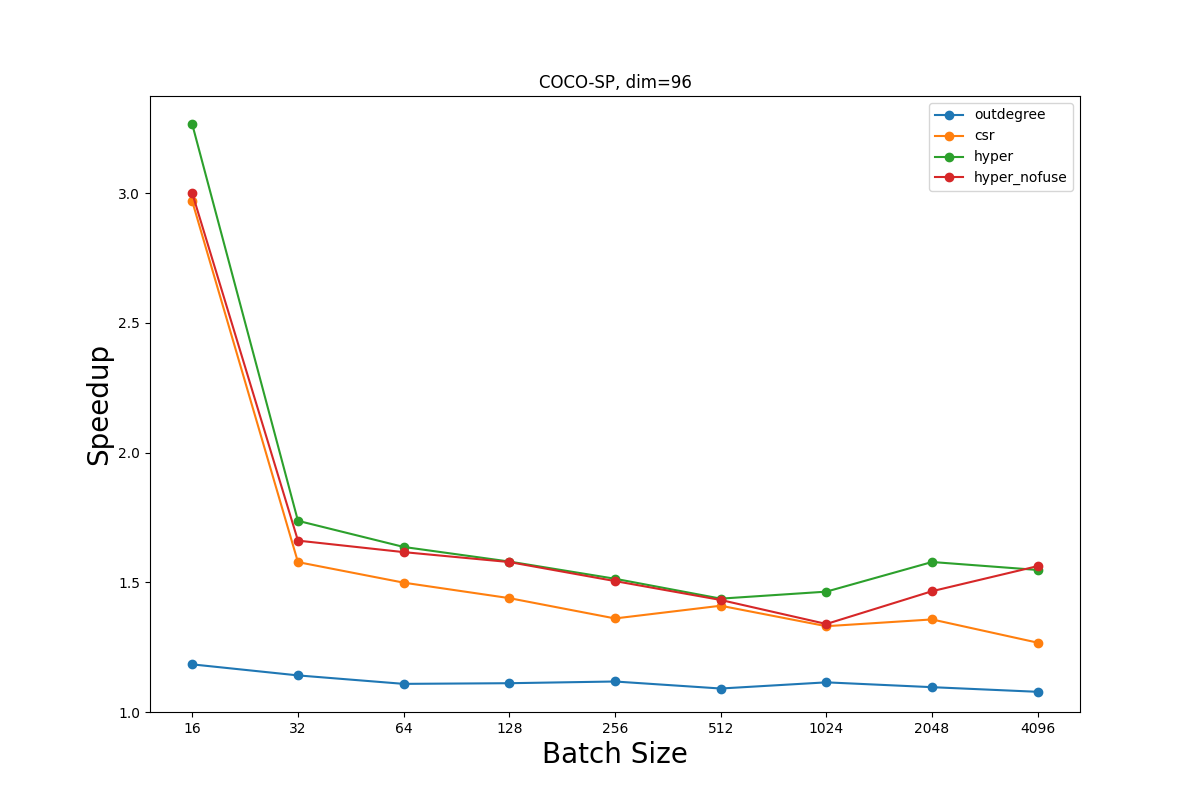 COCO-SP, dim=96
outdegree
csr
hyper
hyper_nofuse
Speedup
3.0
2.5
2.0
1.5
1.0
16 32 64 128 256 512 1024 2048 4096
Batch Size